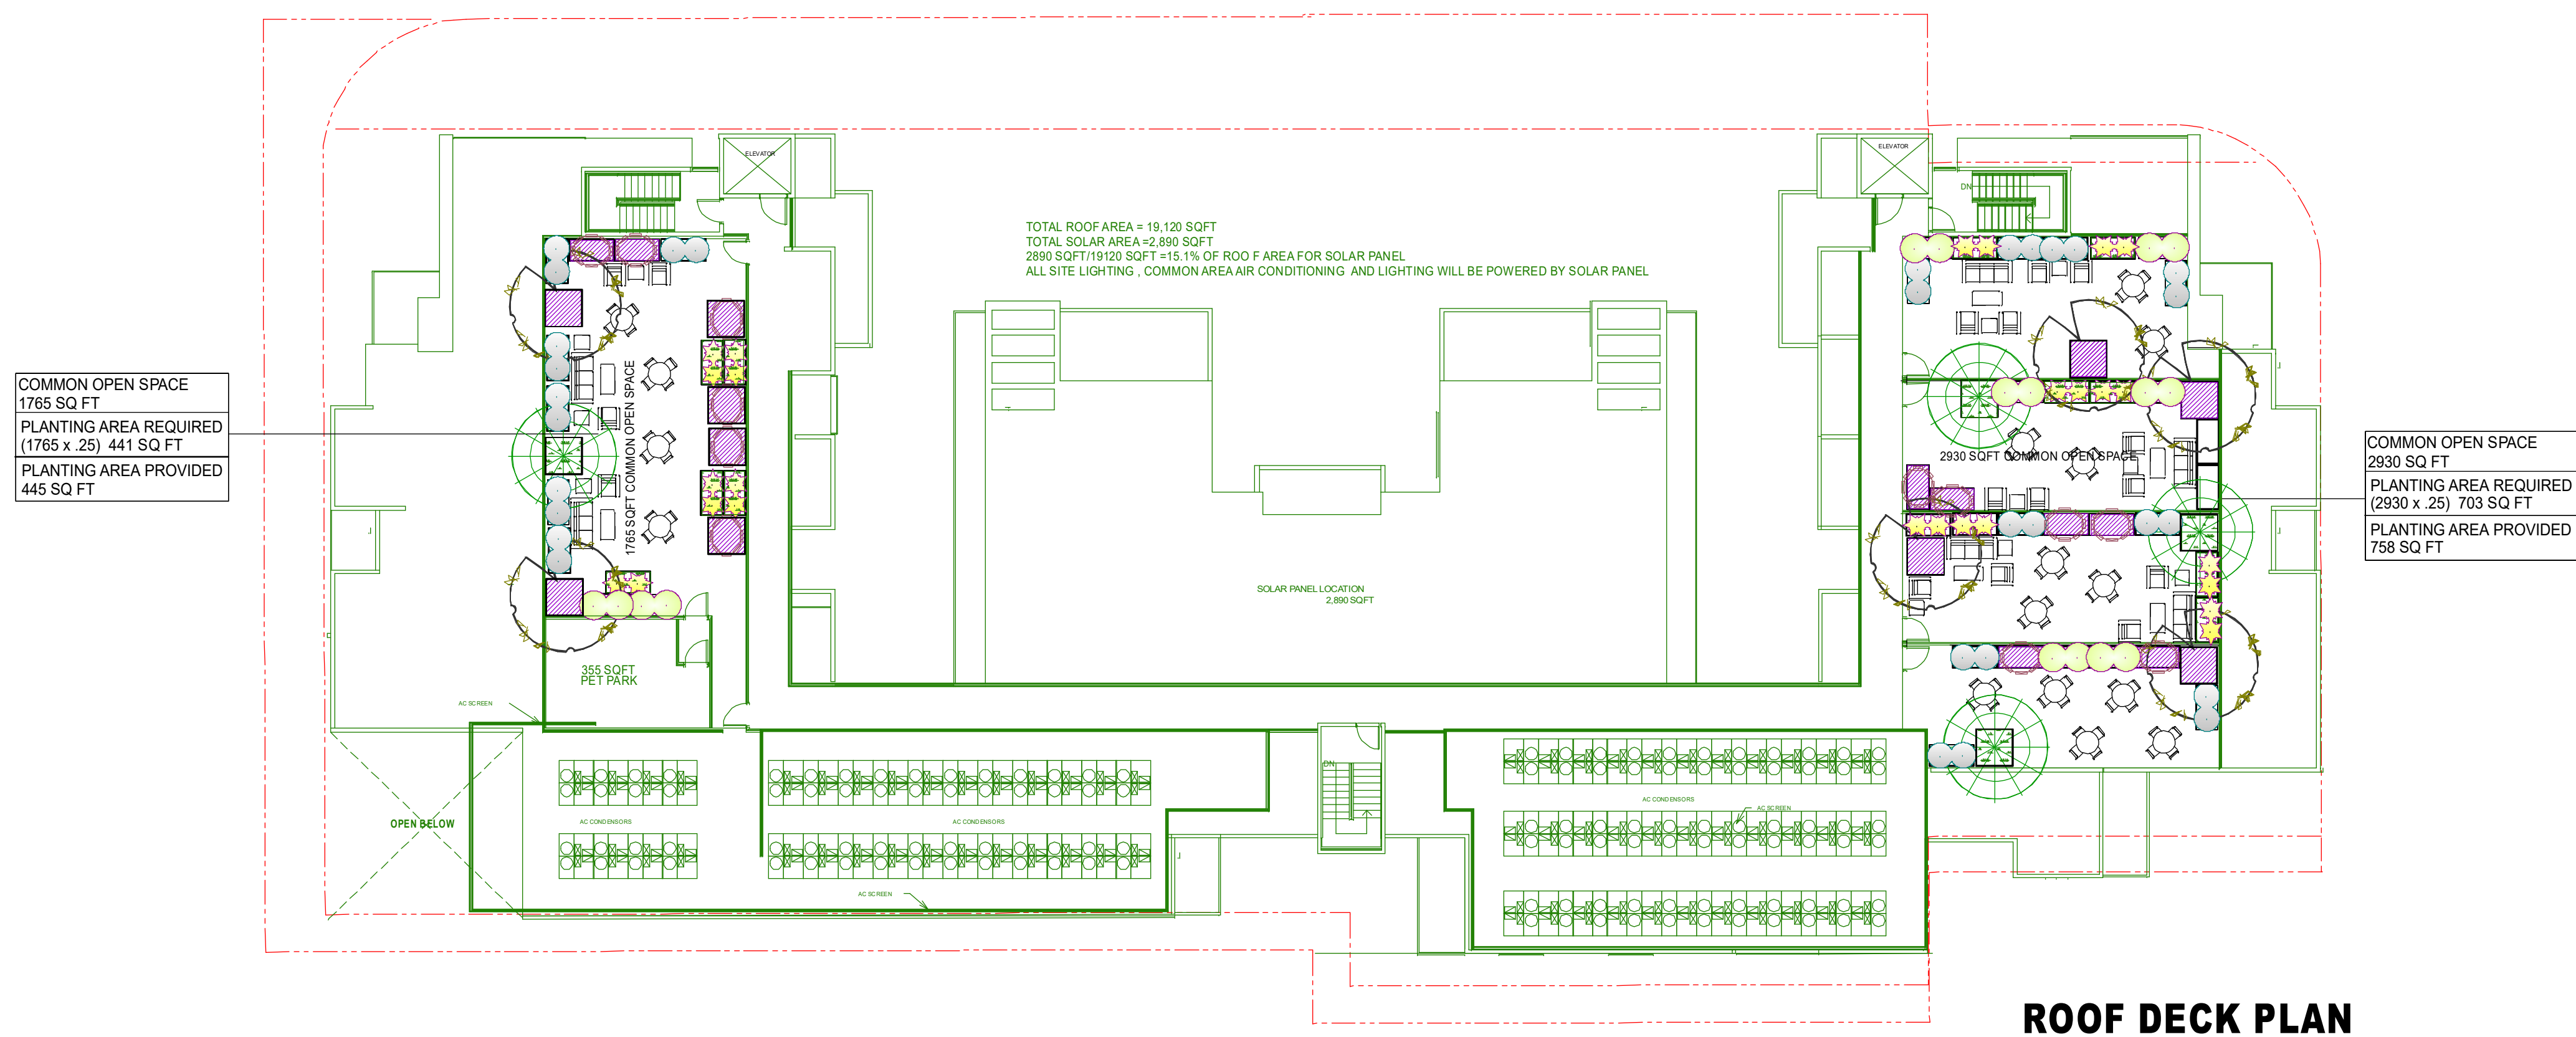 ELEVATOR
ELEVATOR
DN
TOTAL ROOF AREA = 19,120 SQFT
TOTAL SOLAR AREA =2,890 SQFT
2890 SQFT/19120 SQFT =15.1% OF ROO F AREA FOR SOLAR PANEL
ALL SITE LIGHTING , COMMON AREA AIR CONDITIONING AND LIGHTING WILL BE POWERED BY SOLAR PANEL
COMMON OPEN SPACE
1765 SQ FT
PLANTING AREA REQUIRED
(1765 x .25) 441 SQ FT
PLANTING AREA PROVIDED
445 SQ FT
1765 SQFT COMMON OPEN SPACE
2930 SQFT COMMON OPEN SPACE
COMMON OPEN SPACE
2930 SQ FT
PLANTING AREA REQUIRED
(2930 x .25) 703 SQ FT
PLANTING AREA PROVIDED
758 SQ FT
SOLAR PANEL LOCATION
2,890 SQFT
355 SQFT
PET PARK
AC SCREEN
OPEN BELOW
AC CONDENSORS
AC CONDENSORS
AC SCREEN
DN
AC CONDENSORS
AC SCREEN
ROOF DECK PLAN